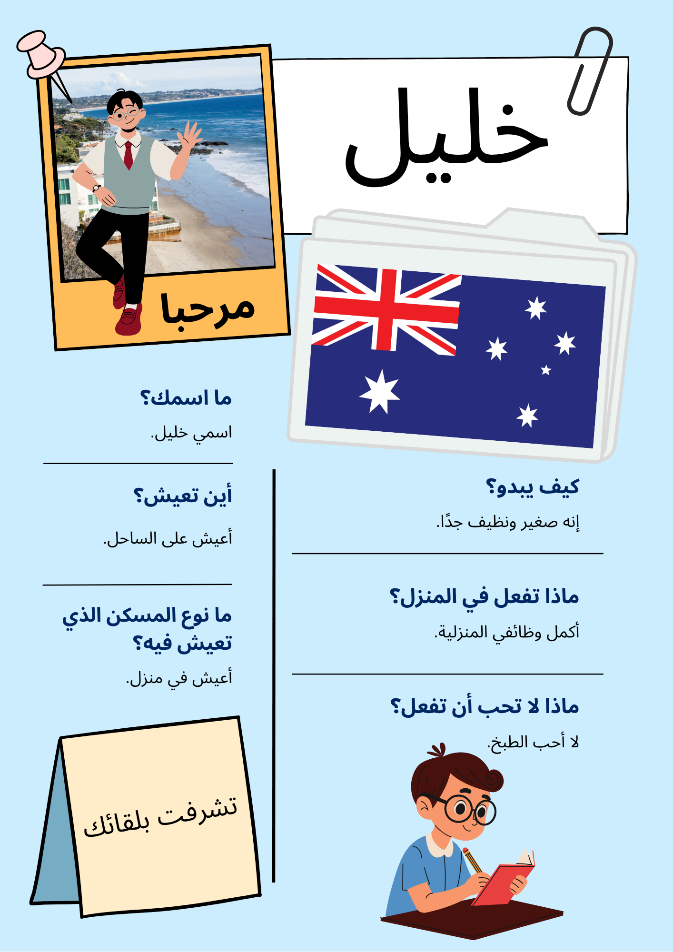 خليل
مرحبا
ما اسمك؟
اسمي خليل.
أين تعيش؟
أعيش على الساحل.
ما نوع المسكن الذي
تعيش فيه؟
أعيش في منزل.
كيف يبدو؟
إنه صغير ونظيف جدًا.
ماذا تفعل في المنزل؟
أكمل وظائفي المنزلية.
ماذا لا تحب أن تفعل؟
لا أحب الطبخ.
تشرفت بلقائك